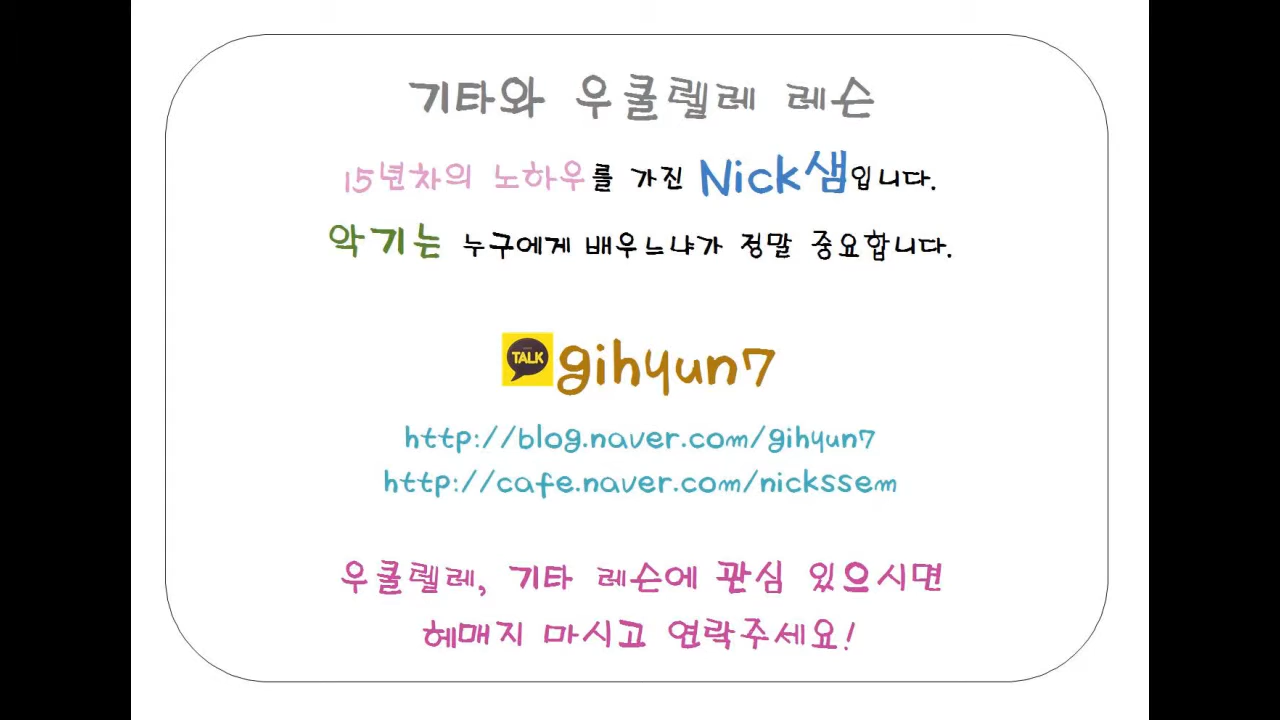 기타와 우쿨렐레 레슨
15년차의 노하우를 가진 Nick샘입니다.
악기는 누구에게 배우느냐가 정말 중요합니다.
TALK gihyun7
http://blog.naver.com/gihyun7
http://cafe.naver.com/nickssem
우쿨렐레, 기타 레슨에 관심 있으시면
헤매지 마시고 연락주세요!